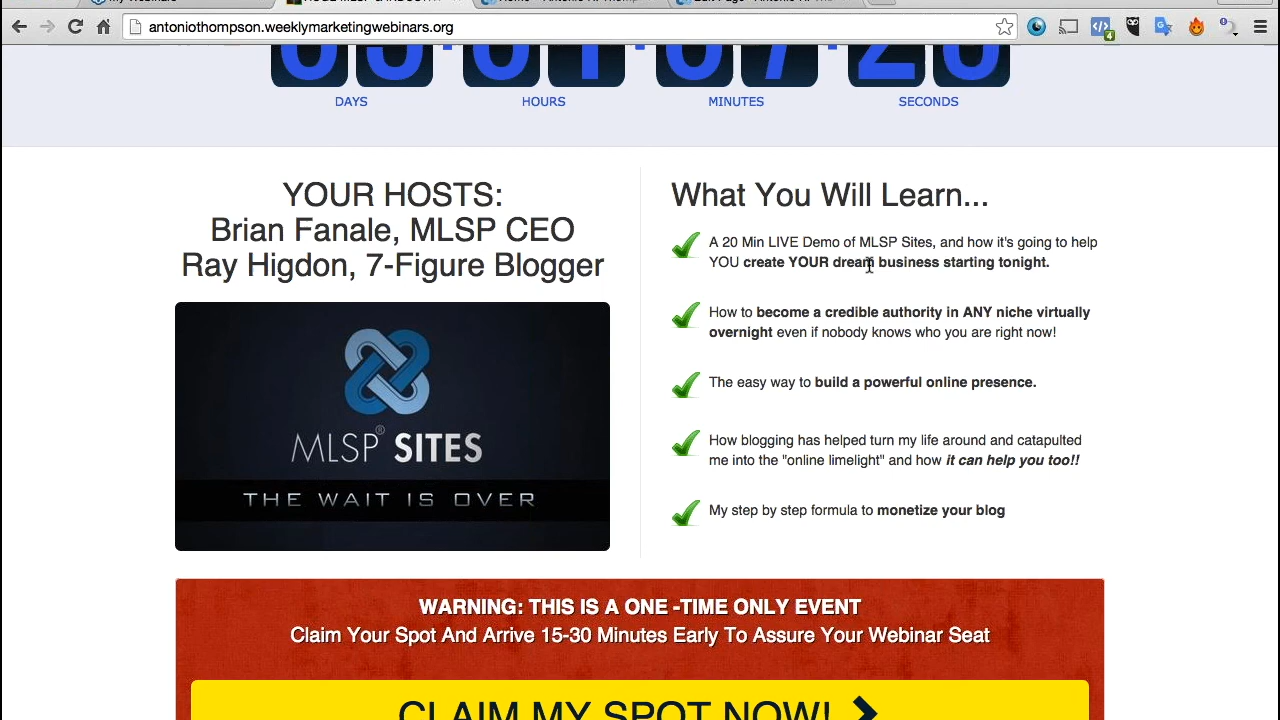 My Webinars
antoniothompson.weeklymarketingwebinars.org
4
DAYS HOURS MINUTES SECONDS
YOUR HOSTS:
Brian Fanale, MLSP CEO
Ray Higdon, 7-Figure Blogger
MLSP® SITES
THE WAIT IS OVER
What You Will Learn...
A 20 Min LIVE Demo of MLSP Sites, and how it's going to help
YOU create YOUR dream business starting tonight.
How to become a credible authority in ANY niche virtually
overnight even if nobody knows who you are right now!
The easy way to build a powerful online presence.
How blogging has helped turn my life around and catapulted
me into the "online limelight" and how it can help you too!!
My step by step formula to monetize your blog
WARNING: THIS IS A ONE -TIME ONLY EVENT
Claim Your Spot And Arrive 15-30 Minutes Early To Assure Your Webinar Seat
CLAIM MY SPOT NOW!